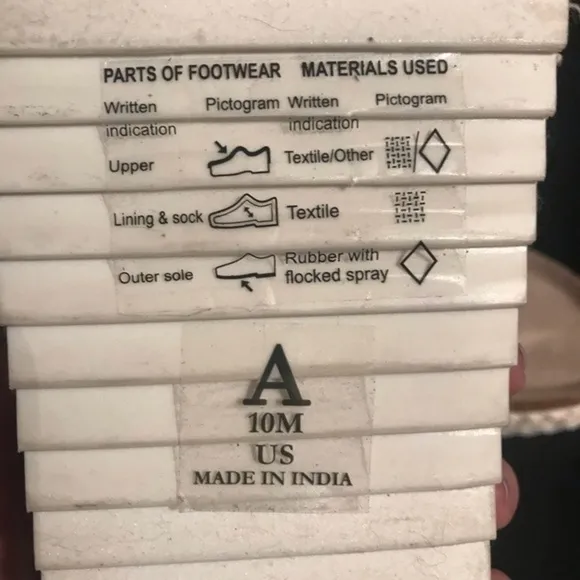 PARTS OF FOOTWEAR MATERIALS USED
Written indication Pictogram Written indication Pictogram
Upper Textile/Other
Lining & sock Textile
Outer sole Rubber with flocked spray
A
10M
US
MADE IN INDIA